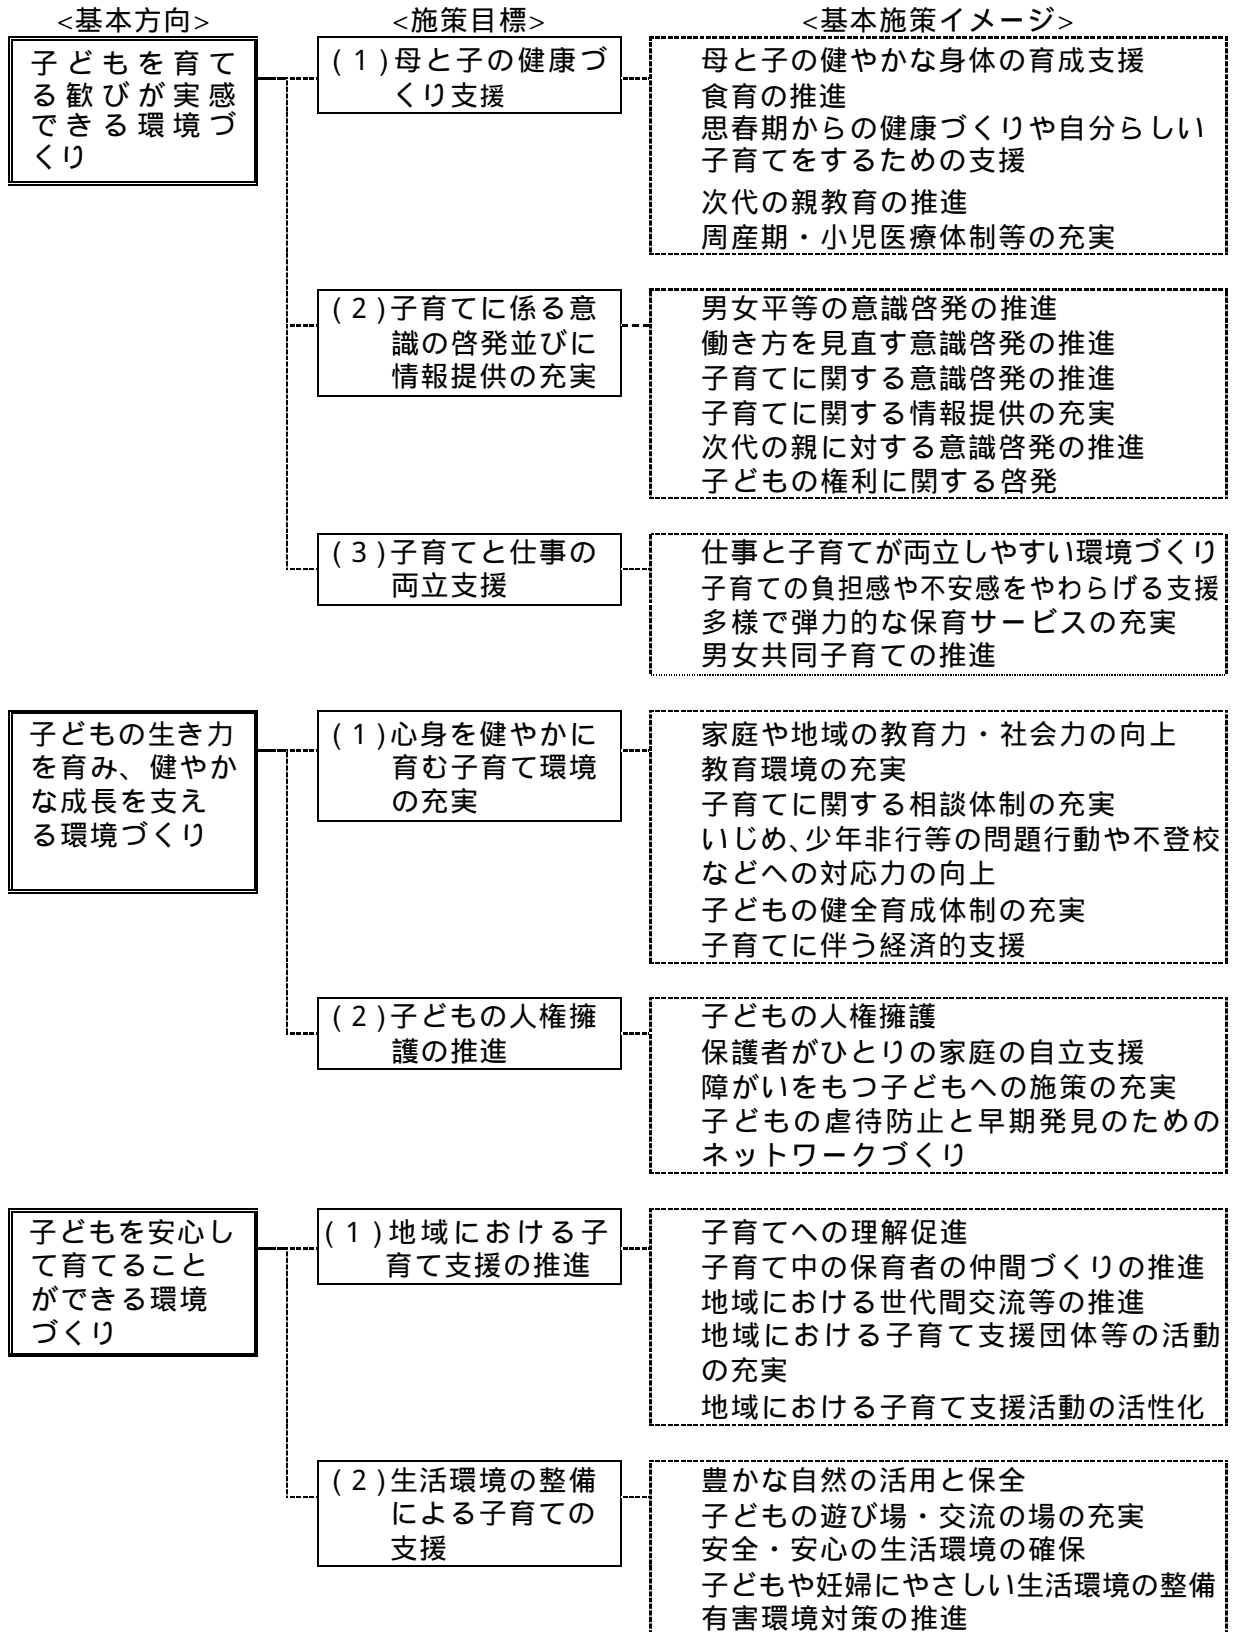 <基本方向>
<施策目標>
<基本施策イメージ>
子どもを育て
る歓びが実感
できる環境づ
くり
(1)母と子の健康づ
くり支援
母と子の健やかな身体の育成支援
食育の推進
思春期からの健康づくりや自分らしい
子育てをするための支援
次代の親教育の推進
周産期・小児医療体制等の充実
(2)子育てに係る意
識の啓発並びに
情報提供の充実
男女平等の意識啓発の推進
働き方を見直す意識啓発の推進
子育てに関する意識啓発の推進
子育てに関する情報提供の充実
次代の親に対する意識啓発の推進
子どもの権利に関する啓発
(3)子育てと仕事の
両立支援
仕事と子育てが両立しやすい環境づくり
子育ての負担感や不安感をやわらげる支援
多様で弾力的な保育サービスの充実
男女共同子育ての推進
子どもの生き力
を育み、健やか
な成長を支え
る環境づくり
(1)心身を健やかに
育む子育て環境
の充実
家庭や地域の教育力・社会力の向上
教育環境の充実
子育てに関する相談体制の充実
いじめ、少年非行等の問題行動や不登校
などへの対応力の向上
子どもの健全育成体制の充実
子育てに伴う経済的支援
(2)子どもの人権擁
護の推進
子どもの人権擁護
保護者がひとりの家庭の自立支援
障がいをもつ子どもへの施策の充実
子どもの虐待防止と早期発見のための
ネットワークづくり
子どもを安心し
て育てること
ができる環境
づくり
(1)地域における子
育て支援の推進
子育てへの理解促進
子育て中の保育者の仲間づくりの推進
地域における世代間交流等の推進
地域における子育て支援団体等の活動
の充実
地域における子育て支援活動の活性化
(2)生活環境の整備
による子育ての
支援
豊かな自然の活用と保全
子どもの遊び場・交流の場の充実
安全・安心の生活環境の確保
子どもや妊婦にやさしい生活環境の整備
有害環境対策の推進